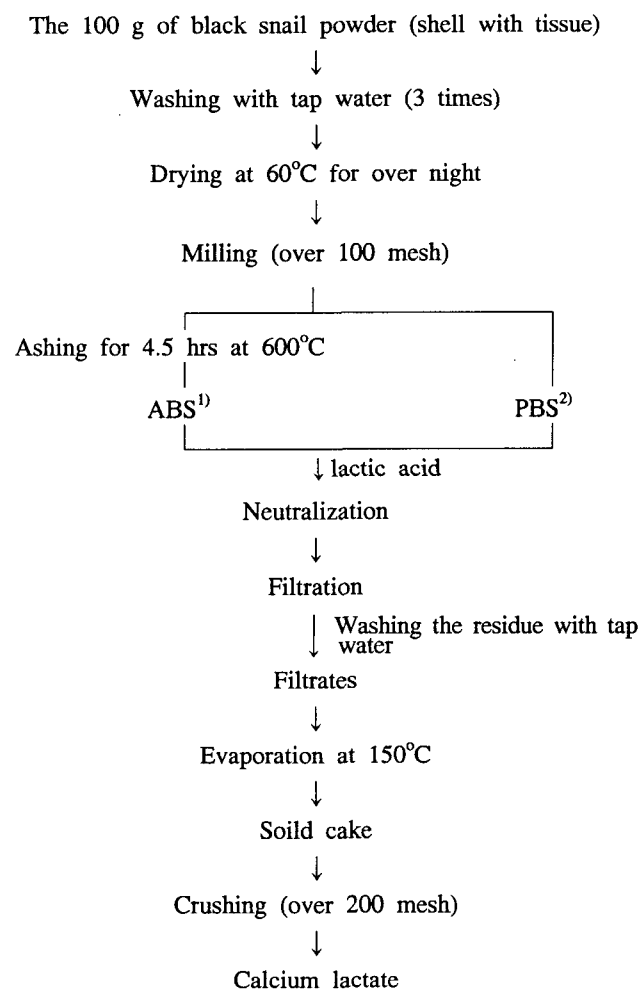 The 100 g of black snail powder (shell with tissue)
↓
Washing with tap water (3 times)
↓
Drying at 60°C for over night
↓
Milling (over 100 mesh)
Ashing for 4.5 hrs at 600°C
ABS¹⁾ PBS²⁾
↓ lactic acid
Neutralization
↓
Filtration
↓ Washing the residue with tap
water
Filtrates
↓
Evaporation at 150°C
↓
Soild cake
↓
Crushing (over 200 mesh)
↓
Calcium lactate